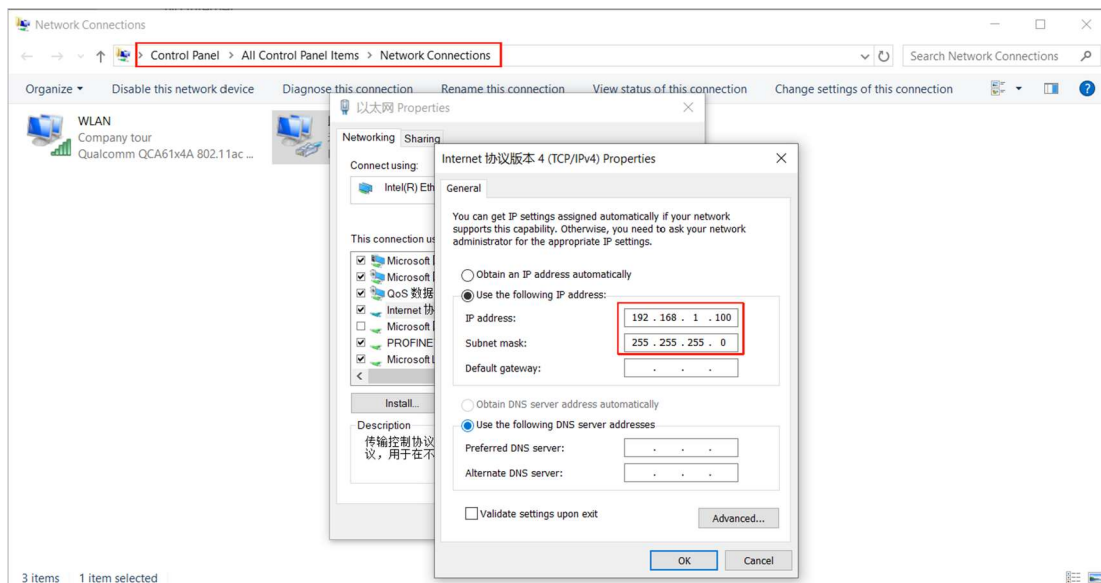 Network Connections
Control Panel > All Control Panel Items > Network Connections
Search Network Connections
Organize
Disable this network device
Diagnose this connection
Rename this connection
View status of this connection
Change settings of this connection
WLAN
Company tour
Qualcomm QCA61x4A 802.11ac ...
以太网 Properties
Networking
Sharing
Connect using:
Intel(R) Eth
This connection us
Microsoft
Microsoft
QoS 数据
Internet 协
Microsoft
PROFINE
Microsoft L
Install...
Description
传输控制协议
议，用于在不
Internet 协议版本 4 (TCP/IPv4) Properties
General
You can get IP settings assigned automatically if your network
supports this capability. Otherwise, you need to ask your network
administrator for the appropriate IP settings.
Obtain an IP address automatically
Use the following IP address:
IP address:
192 . 168 . 1 . 100
Subnet mask:
255 . 255 . 255 . 0
Default gateway:
. . .
Obtain DNS server address automatically
Use the following DNS server addresses
Preferred DNS server:
. . .
Alternate DNS server:
. . .
Validate settings upon exit
Advanced...
OK
Cancel
3 items
1 item selected